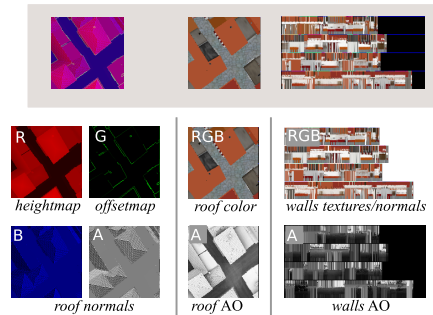 R G RGB RGB
heightmap offsetmap roof color walls textures/normals
B A A A
roof normals roof AO walls AO